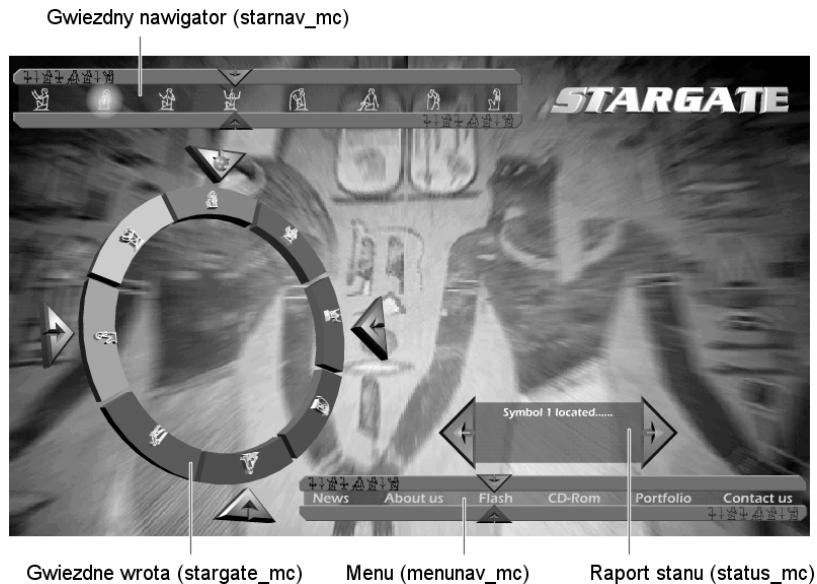 Gwiezdny nawigator (starnav_mc)
STARGATE
Symbol 1 located......
News About us Flash CD-Rom Portfolio Contact us
Gwiezdne wrota (stargate_mc) Menu (menunav_mc) Raport stanu (status_mc)